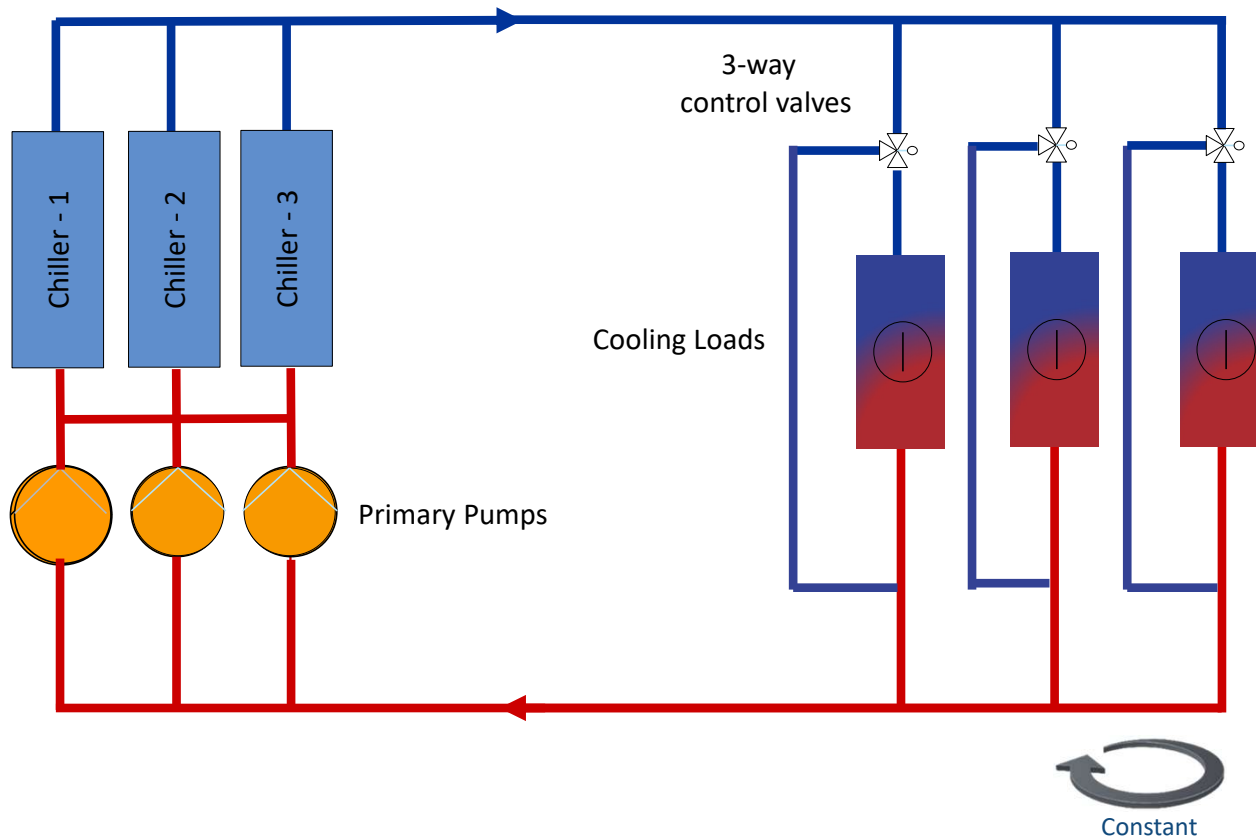 3-way
control valves
Chiller - 1
Chiller - 2
Chiller - 3
Cooling Loads
Primary Pumps
Constant